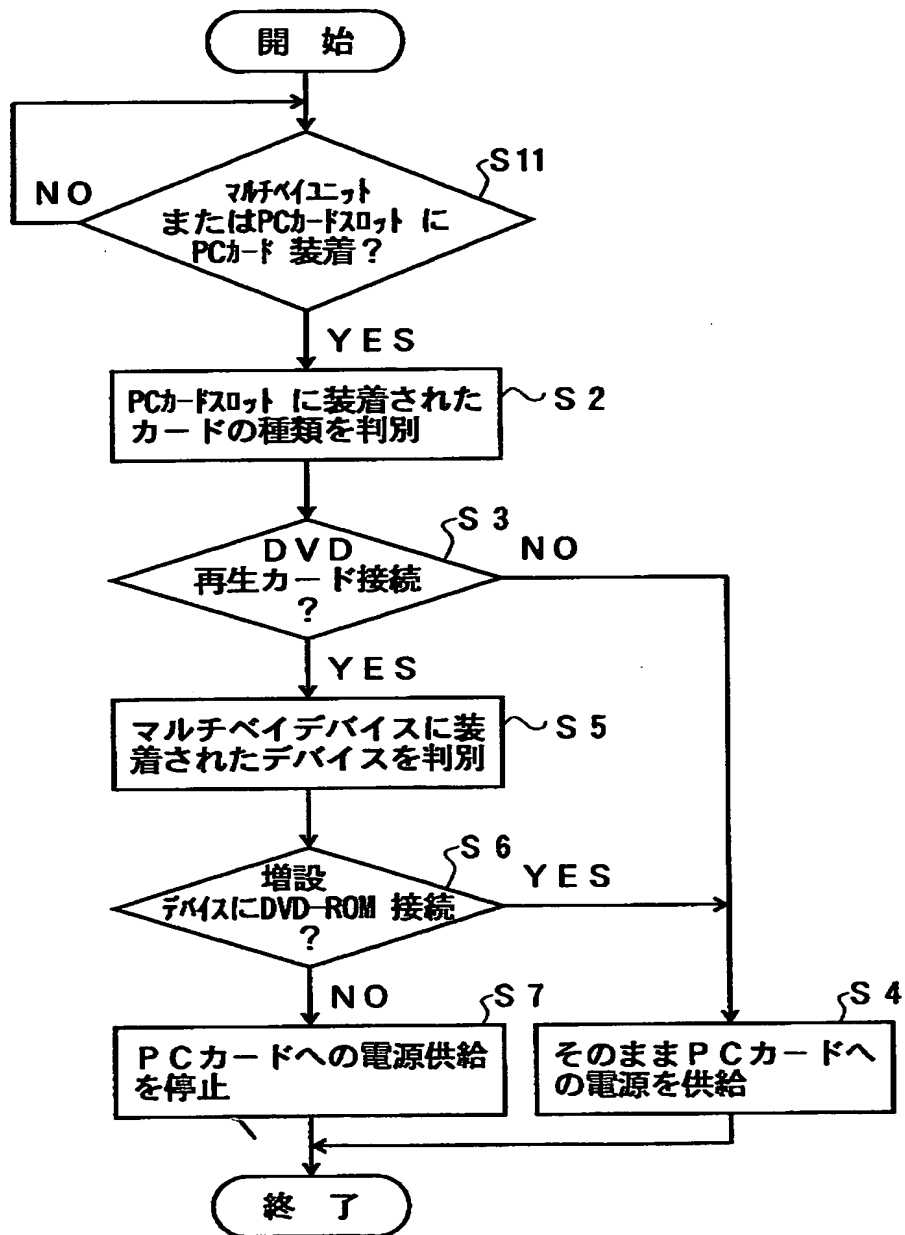 開 始
S11
NO
マルチベイユニット
またはPCカードスロット に
PCカード 装着？
YES
PCカードスロット に装着された
カードの種類を判別
S2
S3
DVD
再生カード接続
？
NO
YES
マルチベイデバイスに装
着されたデバイスを判別
S5
S6
増設
デバイスにDVD-ROM 接続
？
YES
NO
S7
PCカードへの電源供給
を停止
S4
そのままPCカードへ
の電源を供給
終 了